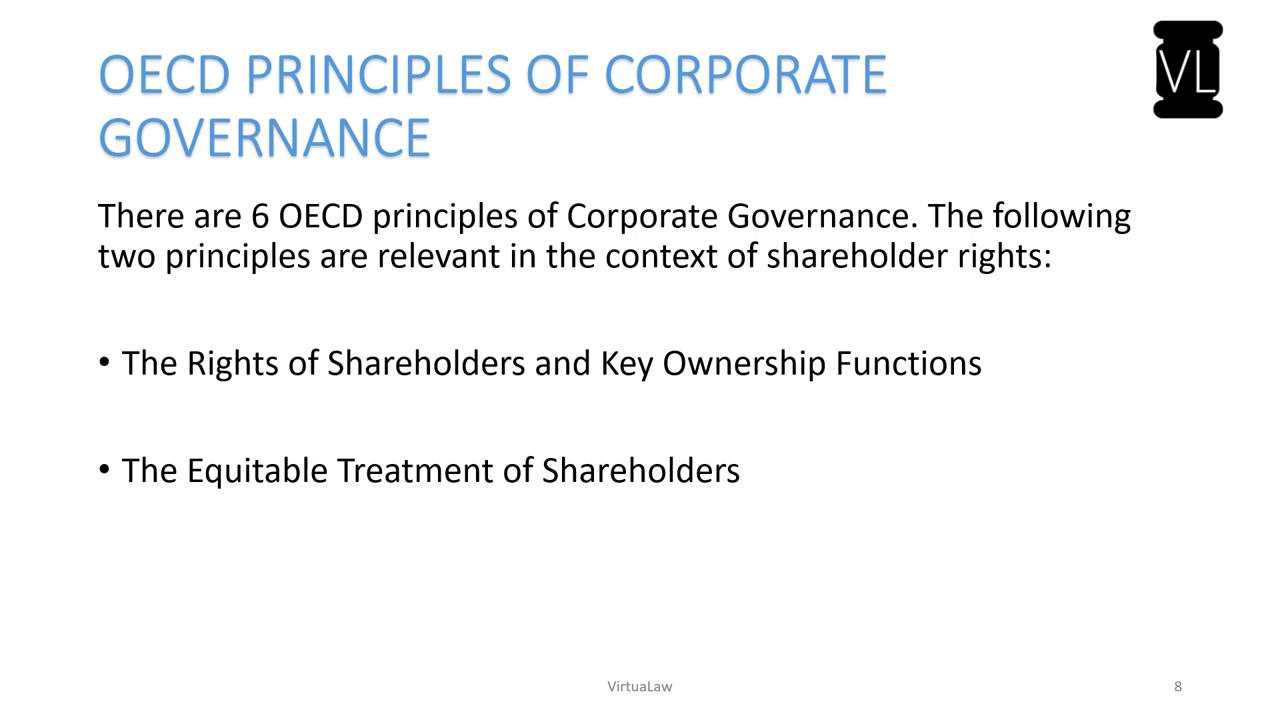 OECD PRINCIPLES OF CORPORATE
GOVERNANCE
VL
There are 6 OECD principles of Corporate Governance. The following
two principles are relevant in the context of shareholder rights:
• The Rights of Shareholders and Key Ownership Functions
• The Equitable Treatment of Shareholders
VirtuaLaw
8